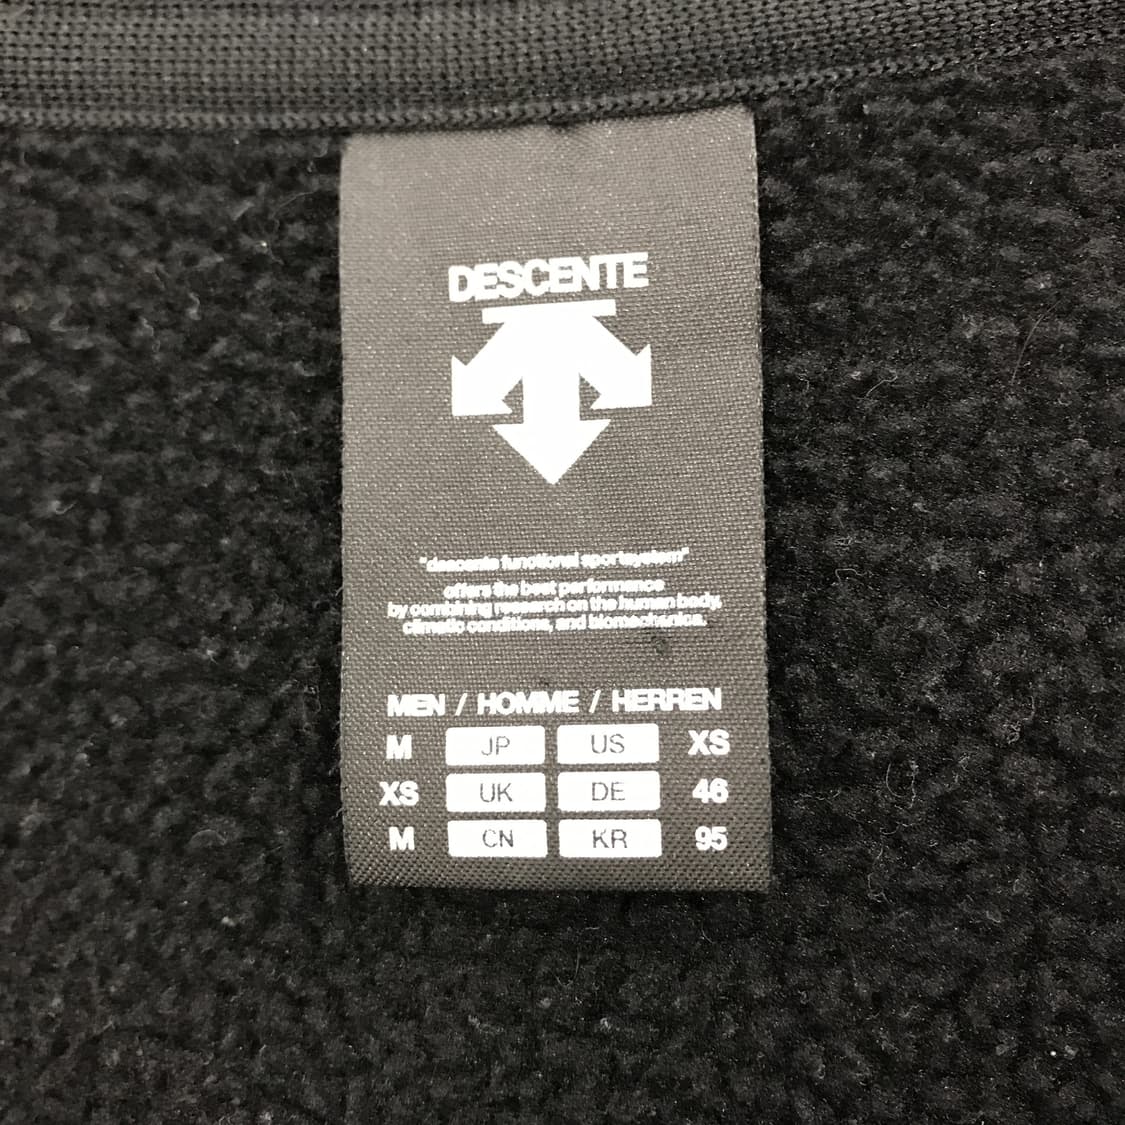 DESCENTE
"descente functional sportsystem"
offers the best performance
by combining research on the human body,
climatic conditions, and biomechanics.
MEN / HOMME / HERREN
M JP US XS
XS UK DE 46
M CN KR 95